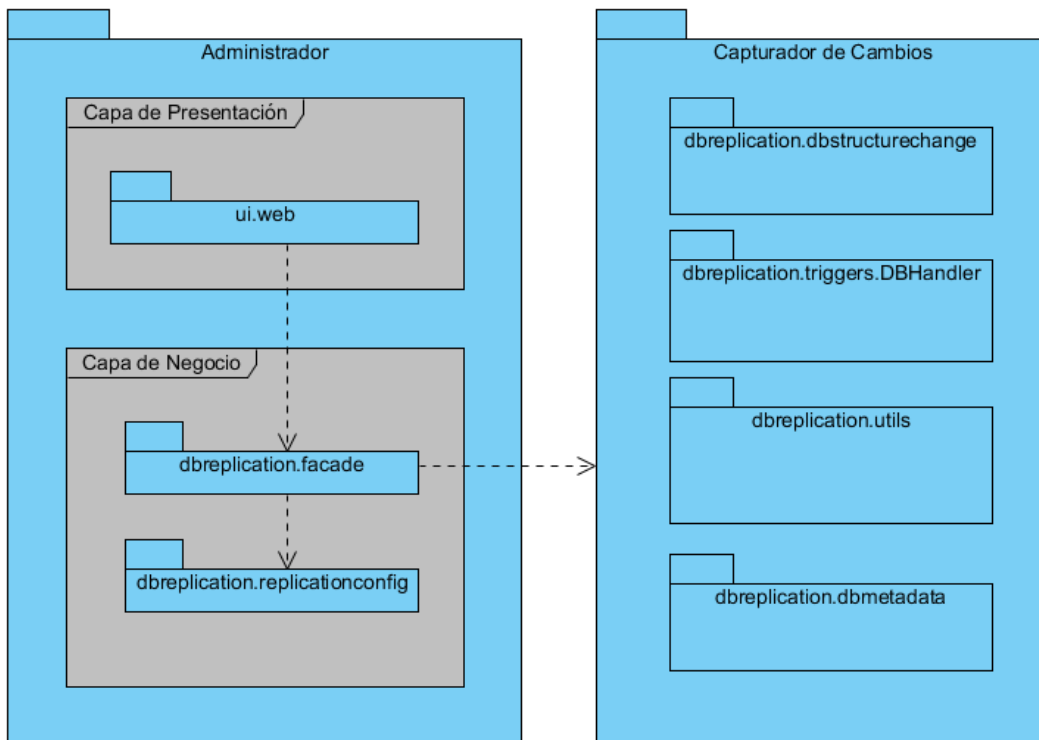 Administrador
Capa de Presentación
ui.web
Capa de Negocio
dbreplication.facade
dbreplication.replicationconfig
Capturador de Cambios
dbreplication.dbstructurechange
dbreplication.triggers.DBHandler
dbreplication.utils
dbreplication.dbmetadata